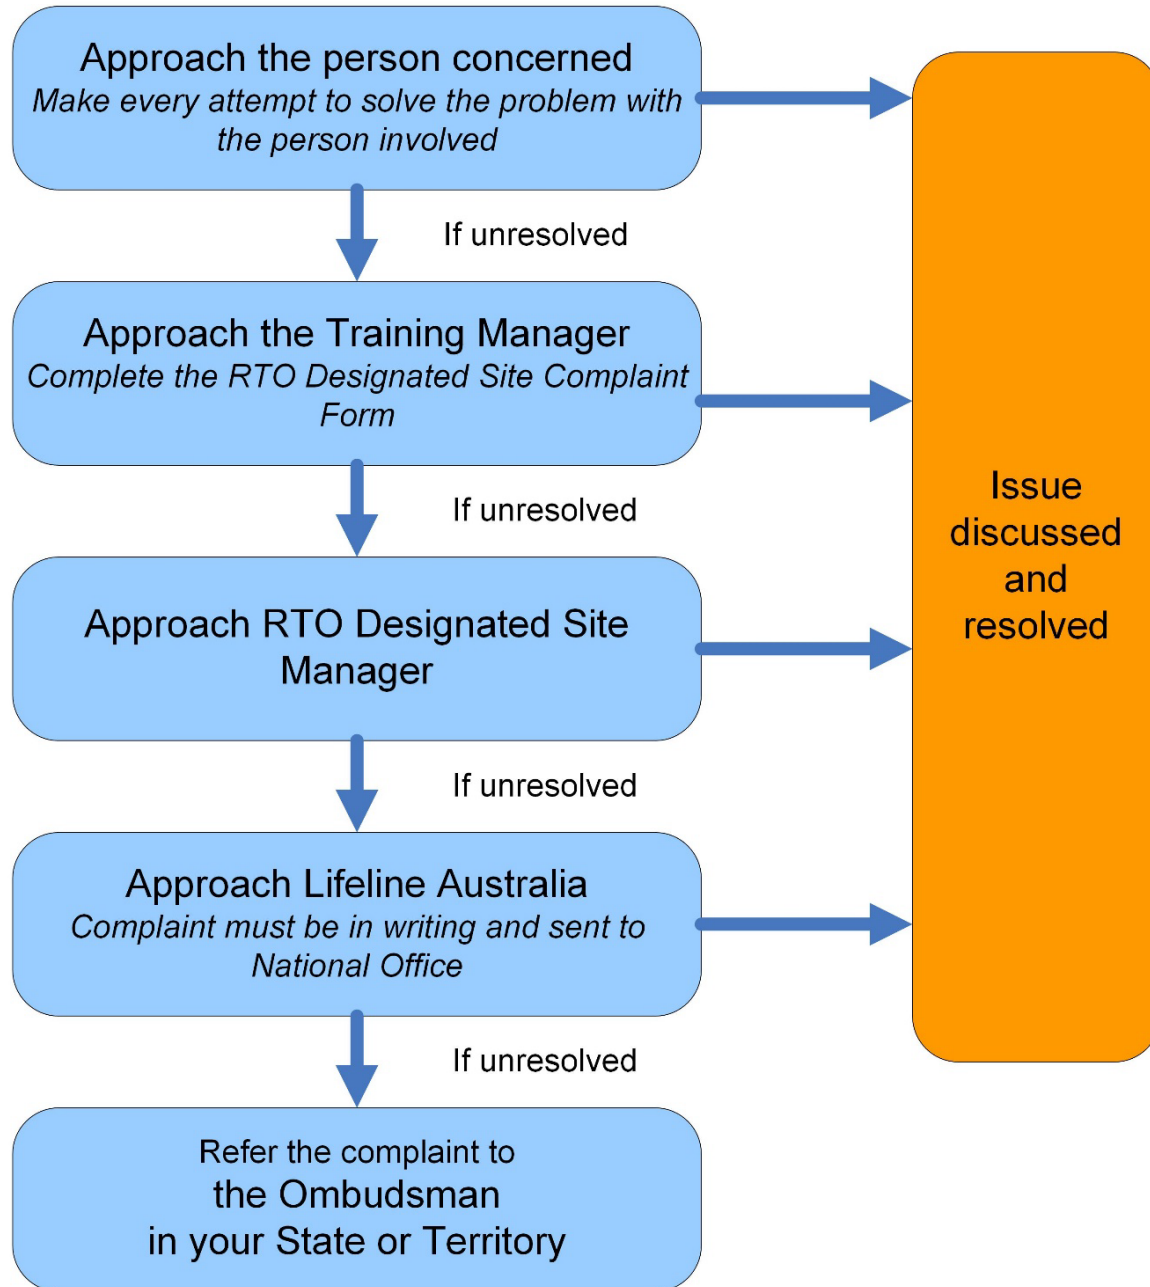 Approach the person concerned
Make every attempt to solve the problem with
the person involved
If unresolved
Approach the Training Manager
Complete the RTO Designated Site Complaint
Form
If unresolved
Approach RTO Designated Site
Manager
If unresolved
Approach Lifeline Australia
Complaint must be in writing and sent to
National Office
If unresolved
Refer the complaint to
the Ombudsman
in your State or Territory
Issue
discussed
and
resolved